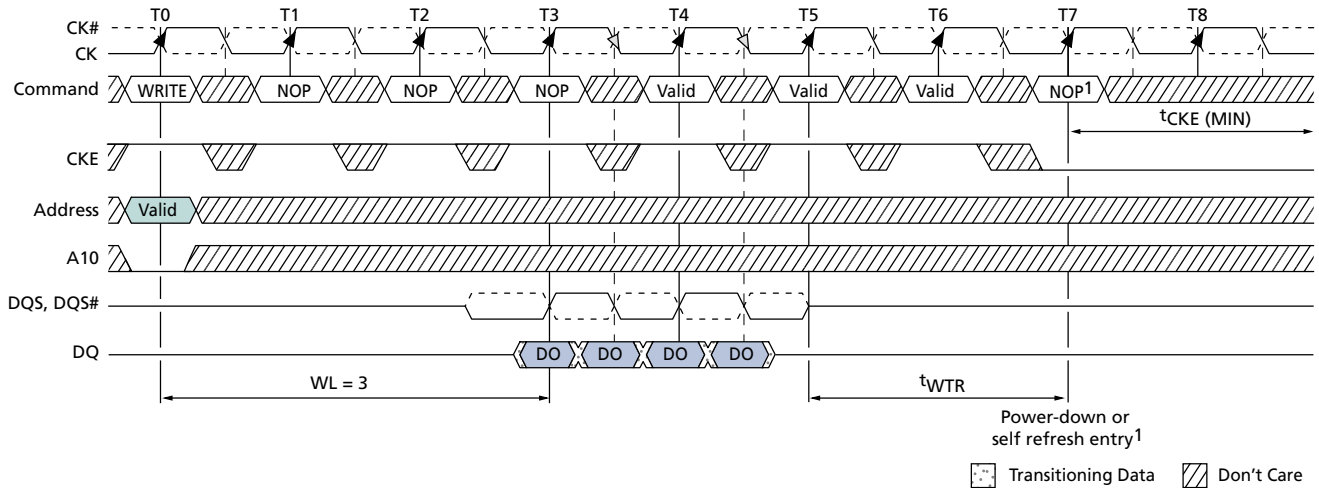 T0 T1 T2 T3 T4 T5 T6 T7 T8
CK#
CK
Command WRITE NOP NOP NOP Valid Valid Valid NOP1
tCKE (MIN)
CKE
Address Valid
A10
DQS, DQS#
DQ DO DO DO DO
WL = 3 tWTR
Power-down or
self refresh entry1
Transitioning Data Don't Care